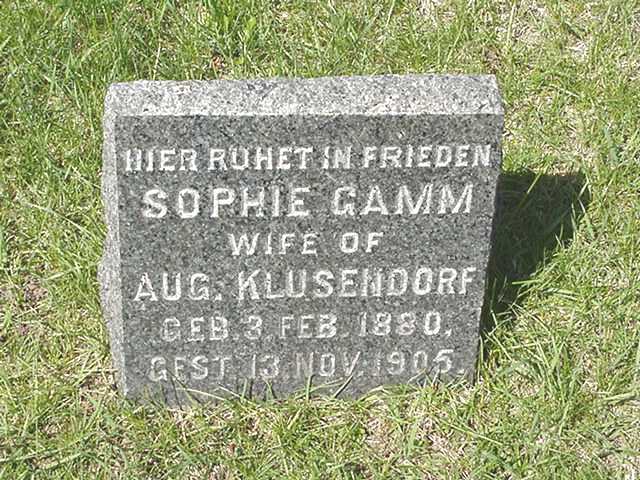 HIER RUHET IN FRIEDEN
SOPHIE GAMM
WIFE OF
AUG. KLUSENDORF
GEB. 3 FEB. 1880.
GEST. 13. NOV. 1905.